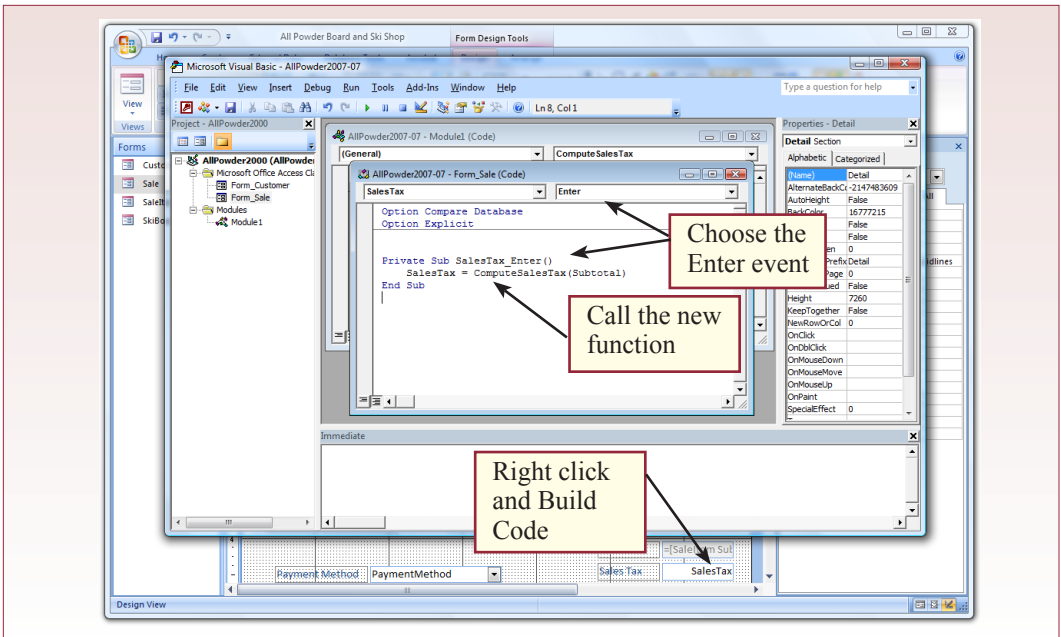 All Powder Board and Ski Shop
Form Design Tools
Microsoft Visual Basic - AllPowder2007-07
File Edit View Insert Debug Run Tools Add-Ins Window Help
Type a question for help
Ln 8, Col 1
View
Views
Forms
Sale
Project - AllPowder2000
AllPowder2000 (AllPowder
Microsoft Office Access Cla
Form_Customer
Form_Sale
Modules
Module1
AllPowder2007-07 - Module1 (Code)
(General)
ComputeSalesTax
AllPowder2007-07 - Form_Sale (Code)
SalesTax
Enter
Option Compare Database
Option Explicit
Private Sub SalesTax_Enter()
SalesTax = ComputeSalesTax(Subtotal)
End Sub
Choose the
Enter event
Call the new
function
Properties - Detail
Detail Section
Alphabetic Categorized
(Name) Detail
AlternateBackCo -2147483609
AutoHeight False
BackColor 16777215
False
False
0
Detail
0
False
Height 7260
KeepTogether False
NewRowOrCol 0
OnClick
OnDblClick
OnMouseDown
OnMouseMove
OnMouseUp
OnPaint
SpecialEffect 0
Immediate
Right click
and Build
Code
=[SaleI
m Sub
Payment Method PaymentMethod
Sales Tax SalesTax
Design View